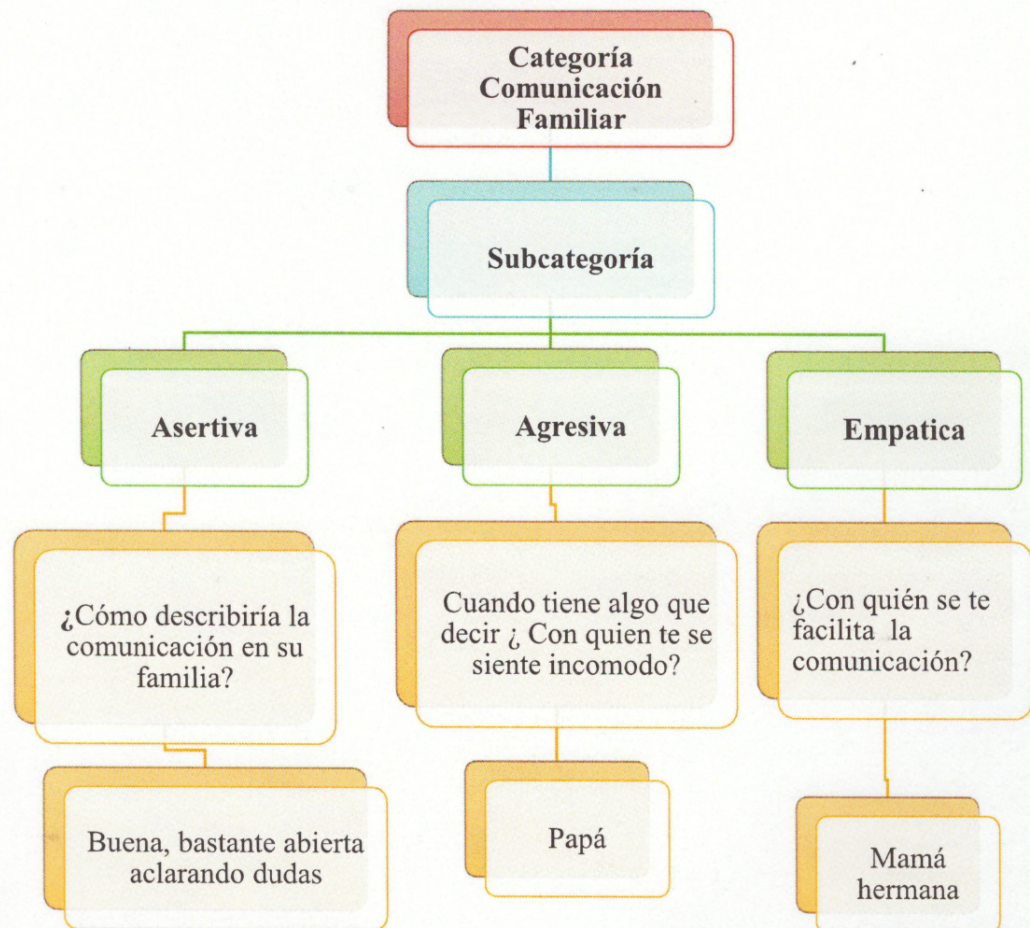 Categoría
Comunicación
Familiar
Subcategoría
Asertiva
Agresiva
Empatica
¿Cómo describiría la
comunicación en su
familia?
Cuando tiene algo que
decir ¿ Con quien te se
siente incomodo?
¿Con quién se te
facilita la
comunicación?
Buena, bastante abierta
aclarando dudas
Papá
Mamá
hermana